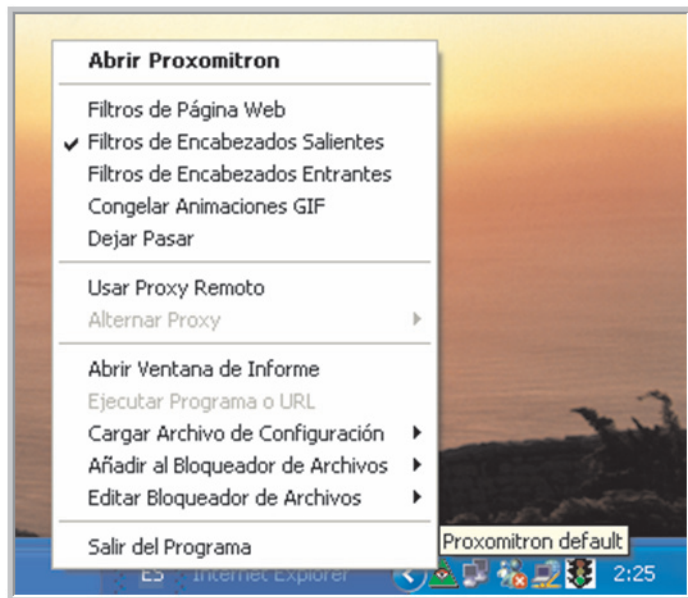 Abrir Proxomitron
Filtros de Página Web
Filtros de Encabezados Salientes
Filtros de Encabezados Entrantes
Congelar Animaciones GIF
Dejar Pasar
Usar Proxy Remoto
Alternar Proxy
Abrir Ventana de Informe
Ejecutar Programa o URL
Cargar Archivo de Configuración
Añadir al Bloqueador de Archivos
Editar Bloqueador de Archivos
Salir del Programa
Proxomitron default
ES Internet Explorer 2:25